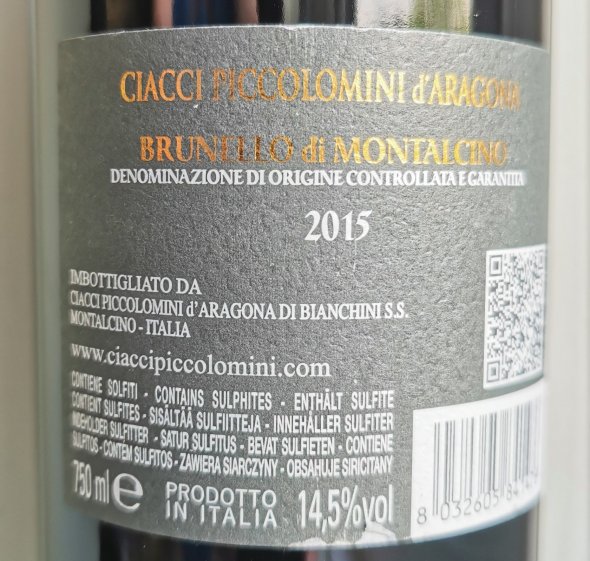 CIACCI PICCOLOMINI d'ARAGONA
BRUNELLO di MONTALCINO
DENOMINAZIONE DI ORIGINE CONTROLLATA E GARANTITA
2015
IMBOTTIGLIATO DA
CIACCI PICCOLOMINI d'ARAGONA DI BIANCHINI S.S.
MONTALCINO - ITALIA
www.ciaccipiccolomini.com
CONTIENE SOLFITI - CONTAINS SULPHITES - ENTHÄLT SULFITE
CONTIENT SULFITES - SISÄLTÄÄ SULFIITTEJA - INNEHÅLLER SULFITER
INDEHOLDER SULFITTER - SATUR SULFITUS - BEVAT SULFIETEN - CONTIENE
SULFITOS - CONTÉM SULFITOS - ZAWIERA SIARCZYNY - OBSAHUJE SIRICITANY
750 ml e PRODOTTO IN ITALIA 14,5%vol
8 032605